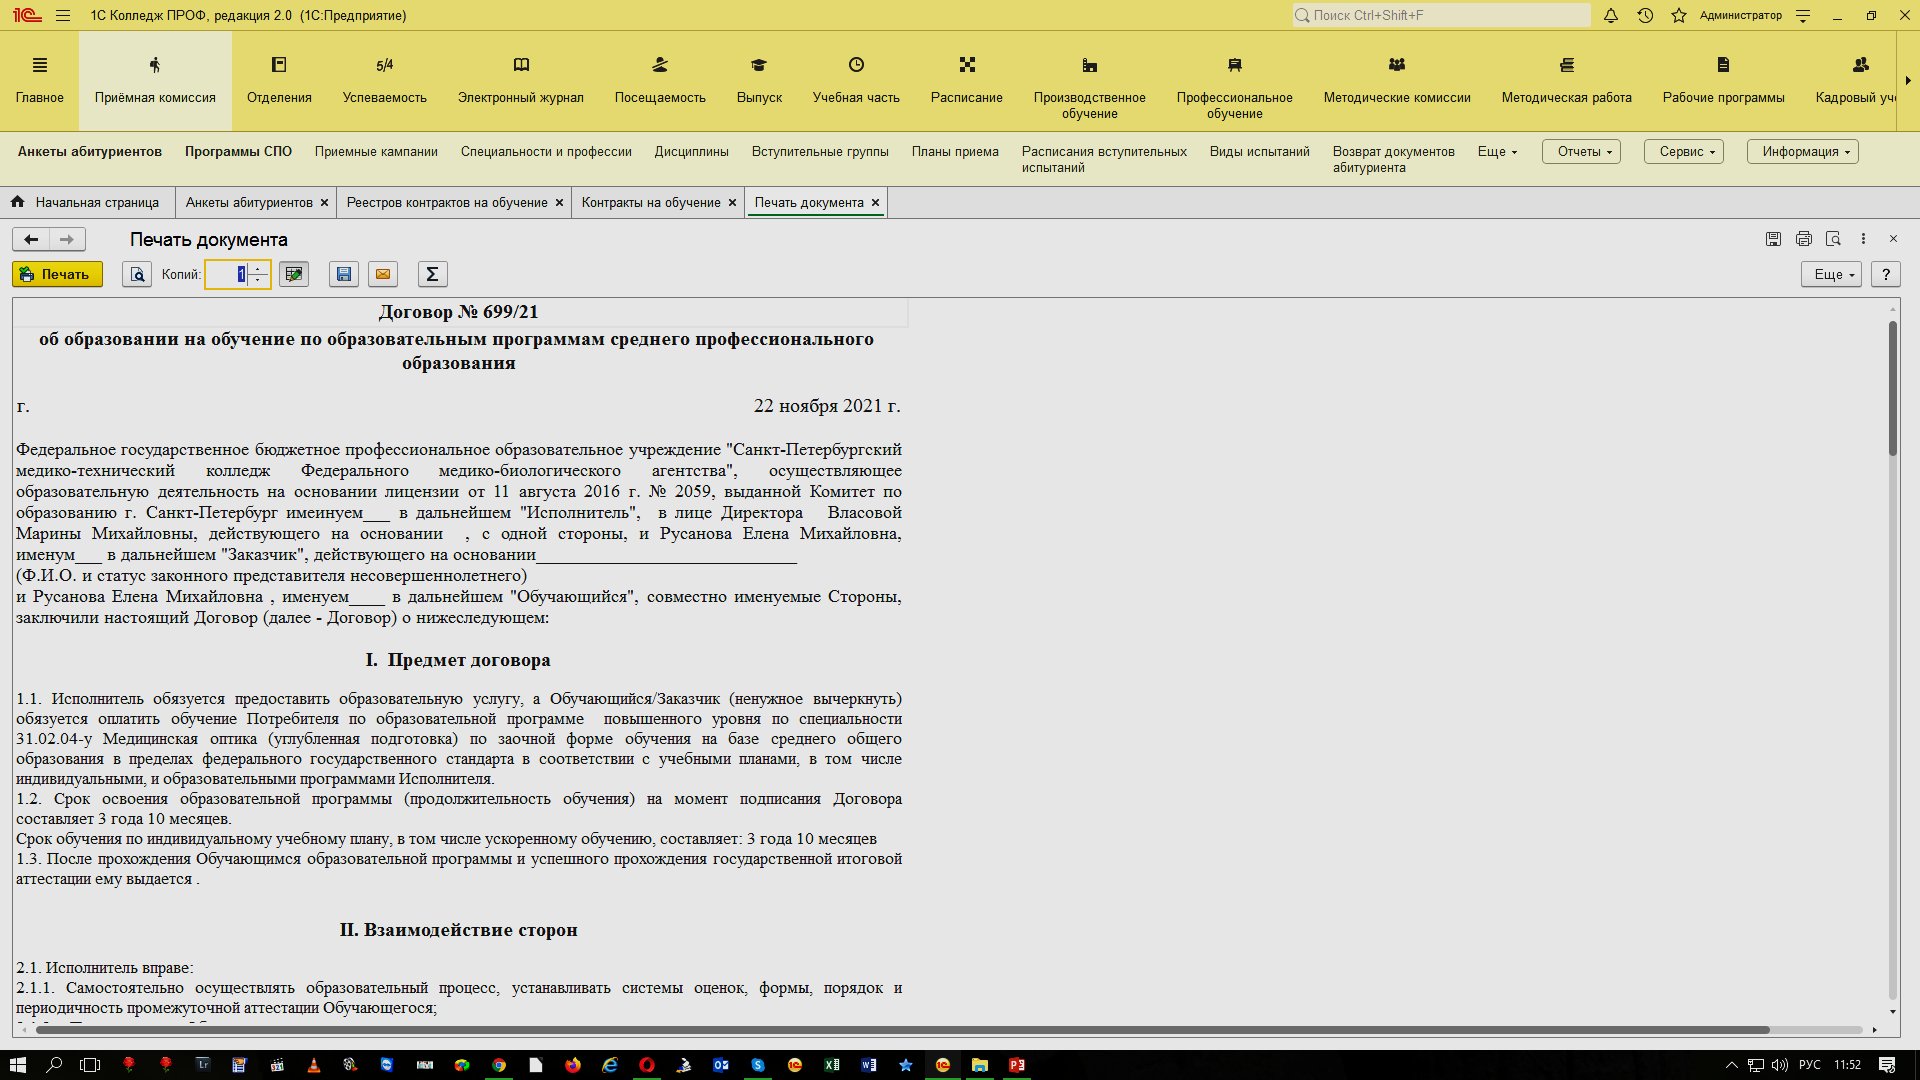 1С Колледж ПРОФ, редакция 2.0 (1С:Предприятие)
Поиск Ctrl+Shift+F
Администратор
Главное
Приёмная комиссия
Отделения
5/4
Успеваемость
Электронный журнал
Посещаемость
Выпуск
Учебная часть
Расписание
Производственное
обучение
Профессиональное
обучение
Методические комиссии
Методическая работа
Рабочие программы
Кадровый уч
Анкеты абитуриентов
Программы СПО
Приемные кампании
Специальности и профессии
Дисциплины
Вступительные группы
Планы приема
Расписания вступительных
испытаний
Виды испытаний
Возврат документов
абитуриента
Еще
Отчеты
Сервис
Информация
Начальная страница
Анкеты абитуриентов ×
Реестров контрактов на обучение ×
Контракты на обучение ×
Печать документа ×
Печать документа
Печать
Копий: 1
Σ
Еще
?
Договор № 699/21
об образовании на обучение по образовательным программам среднего профессионального
образования
г. 22 ноября 2021 г.
Федеральное государственное бюджетное профессиональное образовательное учреждение "Санкт-Петербургский
медико-технический колледж Федерального медико-биологического агентства", осуществляющее
образовательную деятельность на основании лицензии от 11 августа 2016 г. № 2059, выданной Комитет по
образованию г. Санкт-Петербург имеинуем___ в дальнейшем "Исполнитель", в лице Директора Власовой
Марины Михайловны, действующего на основании , с одной стороны, и Русанова Елена Михайловна,
именум___ в дальнейшем "Заказчик", действующего на основании_____________________________
(Ф.И.О. и статус законного представителя несовершеннолетнего)
и Русанова Елена Михайловна , именуем____ в дальнейшем "Обучающийся", совместно именуемые Стороны,
заключили настоящий Договор (далее - Договор) о нижеследующем:
I. Предмет договора
1.1. Исполнитель обязуется предоставить образовательную услугу, а Обучающийся/Заказчик (ненужное вычеркнуть)
обязуется оплатить обучение Потребителя по образовательной программе повышенного уровня по специальности
31.02.04-у Медицинская оптика (углубленная подготовка) по заочной форме обучения на базе среднего общего
образования в пределах федерального государственного стандарта в соответствии с учебными планами, в том числе
индивидуальными, и образовательными программами Исполнителя.
1.2. Срок освоения образовательной программы (продолжительность обучения) на момент подписания Договора
составляет 3 года 10 месяцев.
Срок обучения по индивидуальному учебному плану, в том числе ускоренному обучению, составляет: 3 года 10 месяцев
1.3. После прохождения Обучающимся образовательной программы и успешного прохождения государственной итоговой
аттестации ему выдается .
II. Взаимодействие сторон
2.1. Исполнитель вправе:
2.1.1. Самостоятельно осуществлять образовательный процесс, устанавливать системы оценок, формы, порядок и
периодичность промежуточной аттестации Обучающегося;
Lr
РУС
11:52